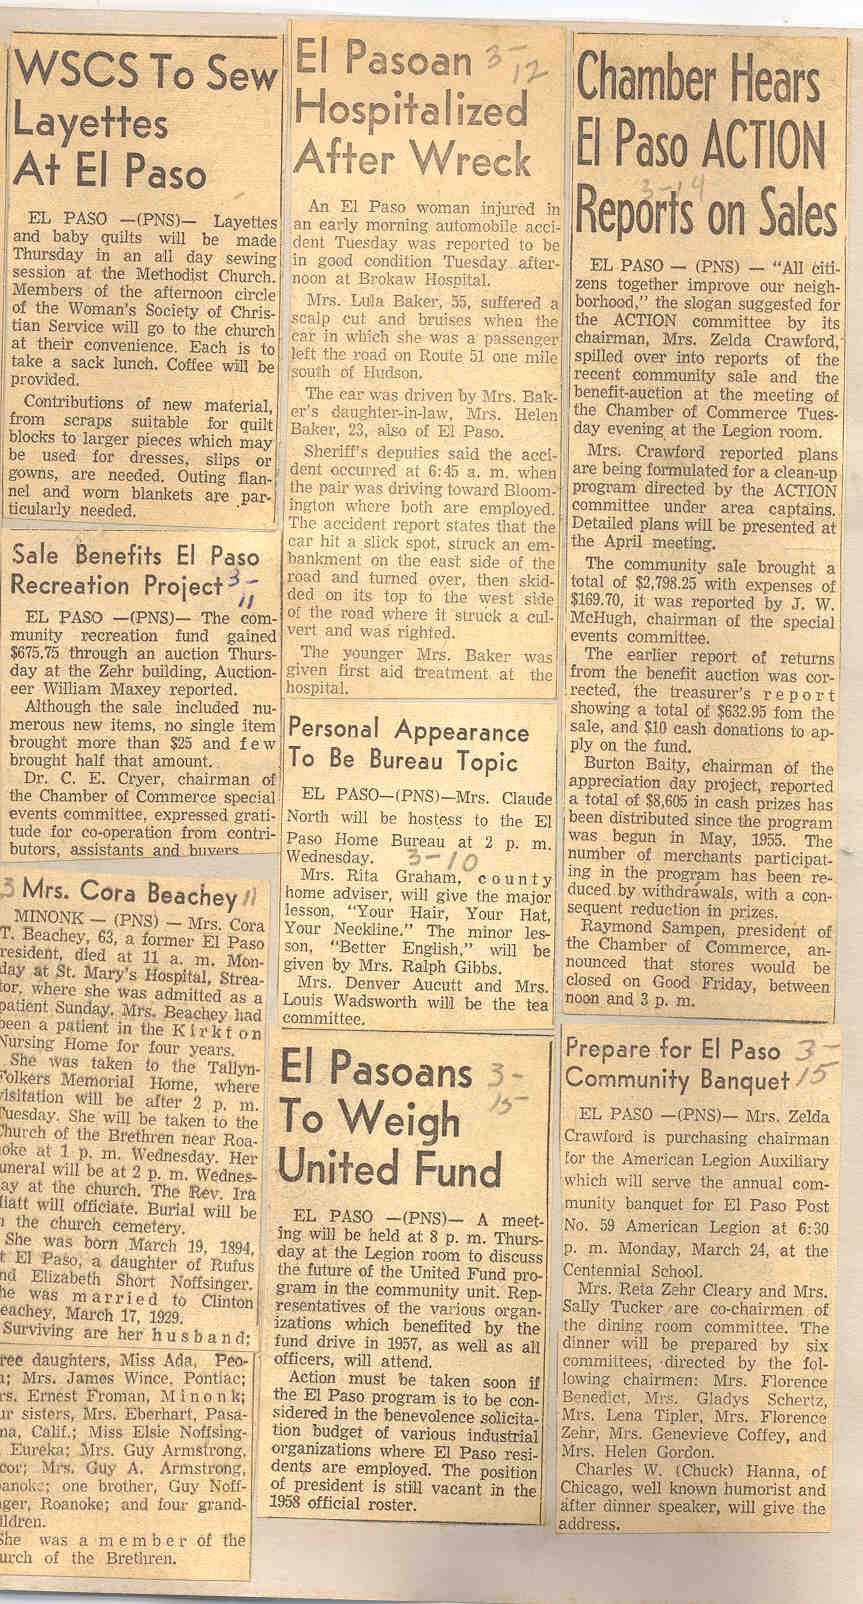 WSCS To Sew
Layettes
At El Paso
EL PASO —(PNS)— Layettes
and baby quilts will be made
Thursday in an all day sewing
session at the Methodist Church.
Members of the afternoon circle
of the Woman's Society of Chris-
tian Service will go to the church
at their convenience. Each is to
take a sack lunch. Coffee will be
provided.
Contributions of new material,
from scraps suitable for quilt
blocks to larger pieces which may
be used for dresses, slips or
gowns, are needed. Outing flan-
nel and worn blankets are par-
ticularly needed.
Sale Benefits El Paso
Recreation Project 3-
11
EL PASO —(PNS)— The com-
munity recreation fund gained
$675.75 through an auction Thurs-
day at the Zehr building, Auction-
eer William Maxey reported.
Although the sale included nu-
merous new items, no single item
brought more than $25 and few
brought half that amount.
Dr. C. E. Cryer, chairman of
the Chamber of Commerce special
events committee, expressed grati-
tude for co-operation from contri-
butors, assistants and buyers
3 Mrs. Cora Beachey 11
MINONK — (PNS) — Mrs. Cora
T. Beachey, 63, a former El Paso
resident, died at 11 a. m. Mon-
day at St. Mary's Hospital, Strea-
tor, where she was admitted as a
patient Sunday. Mrs. Beachey had
been a patient in the Kirkton
Nursing Home for four years.
She was taken to the Tallyn-
Folkers Memorial Home, where
visitation will be after 2 p. m.
Tuesday. She will be taken to the
Church of the Brethren near Roa-
oke at 1 p. m. Wednesday. Her
uneral will be at 2 p. m. Wednes-
ay at the church. The Rev. Ira
iatt will officiate. Burial will be
the church cemetery.
She was born March 19, 1894,
t El Paso, a daughter of Rufus
nd Elizabeth Short Noffsinger.
he was married to Clinton
eachey, March 17, 1929.
Surviving are her husband;
ree daughters, Miss Ada, Peo-
a; Mrs. James Wince, Pontiac;
rs. Ernest Froman, Minonk;
ur sisters, Mrs. Eberhart, Pasa-
na, Calif.; Miss Elsie Noffsing-
Eureka; Mrs. Guy Armstrong,
cor; Mrs. Guy A. Armstrong,
anoke; one brother, Guy Noff-
ger, Roanoke; and four grand-
ldren.
She was a member of the
urch of the Brethren.
El Pasoan 3-
12
Hospitalized
After Wreck
An El Paso woman injured in
an early morning automobile acci-
dent Tuesday was reported to be
in good condition Tuesday after-
noon at Brokaw Hospital.
Mrs. Lula Baker, 55, suffered a
scalp cut and bruises when the
car in which she was a passenger
left the road on Route 51 one mile
south of Hudson.
The car was driven by Mrs. Bak-
er's daughter-in-law, Mrs. Helen
Baker, 23, also of El Paso.
Sheriff's deputies said the acci-
dent occurred at 6:45 a. m. when
the pair was driving toward Bloom-
ington where both are employed.
The accident report states that the
car hit a slick spot, struck an em-
bankment on the east side of the
road and turned over, then skid-
ded on its top to the west side
of the road where it struck a cul-
vert and was righted.
The younger Mrs. Baker was
given first aid treatment at the
hospital.
Personal Appearance
To Be Bureau Topic
EL PASO—(PNS)—Mrs. Claude
North will be hostess to the El
Paso Home Bureau at 2 p. m.
Wednesday. 3-10
Mrs. Rita Graham, county
home adviser, will give the major
lesson, "Your Hair, Your Hat,
Your Neckline." The minor les-
son, "Better English," will be
given by Mrs. Ralph Gibbs.
Mrs. Denver Aucutt and Mrs.
Louis Wadsworth will be the tea
committee.
El Pasoans 3-
15
To Weigh
United Fund
EL PASO —(PNS)— A meet-
ing will be held at 8 p. m. Thurs-
day at the Legion room to discuss
the future of the United Fund pro-
gram in the community unit. Rep-
resentatives of the various organ-
izations which benefited by the
fund drive in 1957, as well as all
officers, will attend.
Action must be taken soon if
the El Paso program is to be con-
sidered in the benevolence solicita-
tion budget of various industrial
organizations where El Paso resi-
dents are employed. The position
of president is still vacant in the
1958 official roster.
Chamber Hears
El Paso ACTION
3-14
Reports on Sales
EL PASO — (PNS) — "All citi-
zens together improve our neigh-
borhood," the slogan suggested for
the ACTION committee by its
chairman, Mrs. Zelda Crawford,
spilled over into reports of the
recent community sale and the
benefit-auction at the meeting of
the Chamber of Commerce Tues-
day evening at the Legion room.
Mrs. Crawford reported plans
are being formulated for a clean-up
program directed by the ACTION
committee under area captains.
Detailed plans will be presented at
the April meeting.
The community sale brought a
total of $2,798.25 with expenses of
$169.70, it was reported by J. W.
McHugh, chairman of the special
events committee.
The earlier report of returns
from the benefit auction was cor-
rected, the treasurer's report
showing a total of $632.95 fom the
sale, and $10 cash donations to ap-
ply on the fund.
Burton Baity, chairman of the
appreciation day project, reported
a total of $8,605 in cash prizes has
been distributed since the program
was begun in May, 1955. The
number of merchants participat-
ing in the program has been re-
duced by withdrawals, with a con-
sequent reduction in prizes.
Raymond Sampen, president of
the Chamber of Commerce, an-
nounced that stores would be
closed on Good Friday, between
noon and 3 p. m.
Prepare for El Paso 3-
Community Banquet 15
EL PASO —(PNS)— Mrs. Zelda
Crawford is purchasing chairman
for the American Legion Auxiliary
which will serve the annual com-
munity banquet for El Paso Post
No. 59 American Legion at 6:30
p. m. Monday, March 24, at the
Centennial School.
Mrs. Reta Zehr Cleary and Mrs.
Sally Tucker are co-chairmen of
the dining room committee. The
dinner will be prepared by six
committees, directed by the fol-
lowing chairmen: Mrs. Florence
Benedict, Mrs. Gladys Schertz,
Mrs. Lena Tipler, Mrs. Florence
Zehr, Mrs. Genevieve Coffey, and
Mrs. Helen Gordon.
Charles W. (Chuck) Hanna, of
Chicago, well known humorist and
after dinner speaker, will give the
address.